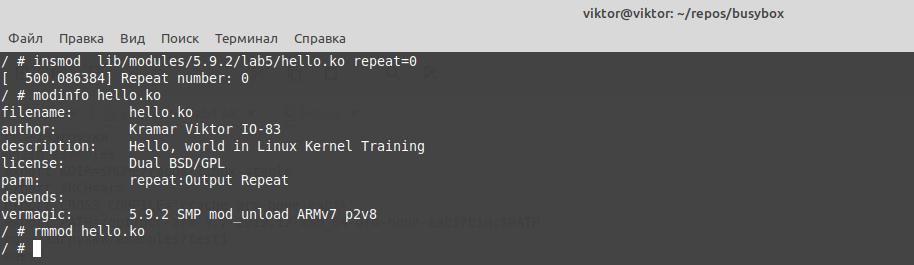 viktor@viktor: ~/repos/busybox
Файл Правка Вид Поиск Терминал Справка
/ # insmod  lib/modules/5.9.2/lab5/hello.ko repeat=0
[  500.086384] Repeat number: 0
/ # modinfo hello.ko
filename:       hello.ko
author:         Kramar Viktor IO-83
description:    Hello, world in Linux Kernel Training
license:        Dual BSD/GPL
parm:           repeat:Output Repeat
depends:
vermagic:       5.9.2 SMP mod_unload ARMv7 p2v8
/ # rmmod hello.ko
/ #